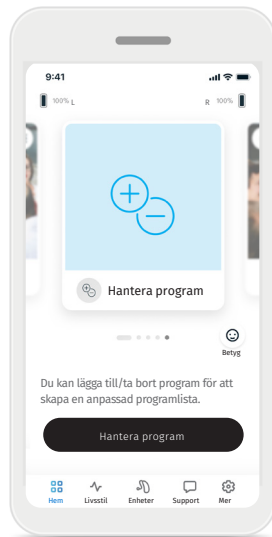 9:41
100% L
R 100%
Hantera program
Betyg
Du kan lägga till/ta bort program för att
skapa en anpassad programlista.
Hantera program
Hem Livsstil Enheter Support Mer